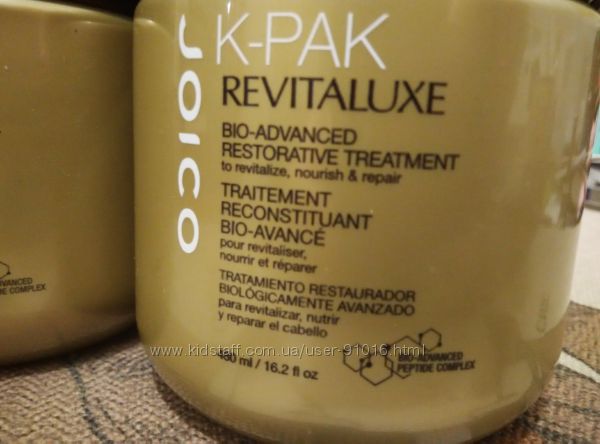 JOICO
K-PAK
REVITALUXE
BIO-ADVANCED
RESTORATIVE TREATMENT
to revitalize, nourish & repair
TRAITEMENT
RECONSTITUANT
BIO-AVANCÉ
pour revitaliser,
nourrir et réparer
TRATAMIENTO RESTAURADOR
BIOLÓGICAMENTE AVANZADO
para revitalizar, nutrir
y reparar el cabello
www.kidstaff.com.ua/user-91016.html
480 ml / 16.2 fl oz
BIO-ADVANCED
PEPTIDE COMPLEX
ADVANCED
DE COMPLEX